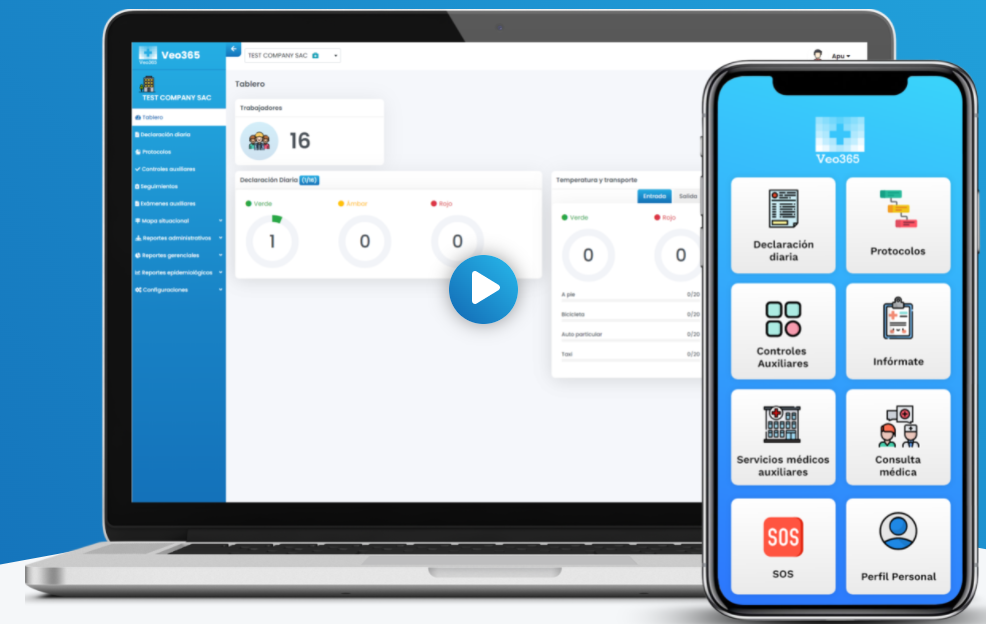 Veo365
Veo365
TEST COMPANY SAC
Apu
TEST COMPANY SAC
Tablero
Declaración diaria
Protocolos
Controles auxiliares
Seguimientos
Exámenes auxiliares
Mapa situacional
Reportes administrativos
Reportes gerenciales
Reportes epidemiológicos
Configuraciones
Tablero
Trabajadores
16
Declaración Diaria (1/16)
Verde
Ambar
Rojo
1
0
0
Temperatura y transporte
Entrada Salida
Verde
Rojo
0
0
A pie 0/20
Bicicleta 0/20
Auto particular 0/20
Taxi 0/20
Veo365
Declaración
diaria
Protocolos
Controles
Auxiliares
Infórmate
Servicios médicos
auxiliares
Consulta
médica
SOS
SOS
Perfil Personal